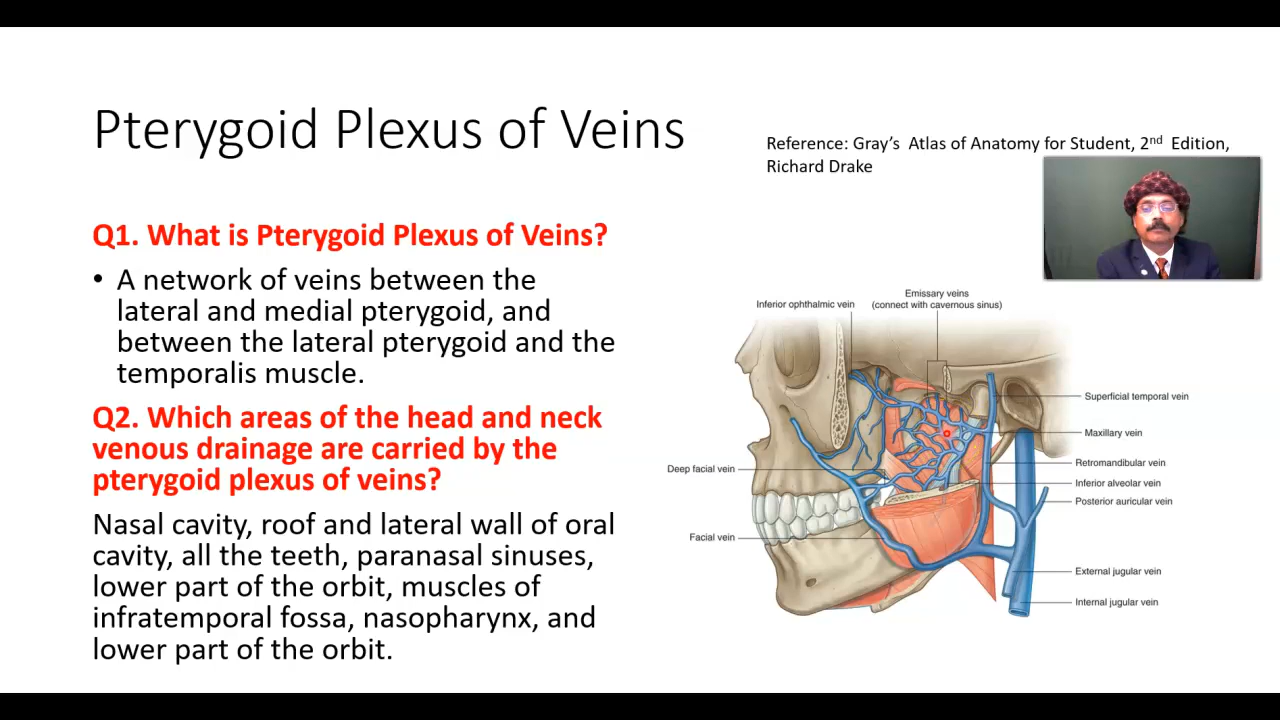 Pterygoid Plexus of Veins
Reference: Gray's Atlas of Anatomy for Student, 2nd Edition,
Richard Drake
Q1. What is Pterygoid Plexus of Veins?
• A network of veins between the
lateral and medial pterygoid, and
between the lateral pterygoid and the
temporalis muscle.
Q2. Which areas of the head and neck
venous drainage are carried by the
pterygoid plexus of veins?
Nasal cavity, roof and lateral wall of oral
cavity, all the teeth, paranasal sinuses,
lower part of the orbit, muscles of
infratemporal fossa, nasopharynx, and
lower part of the orbit.
Inferior ophthalmic vein
Emissary veins
(connect with cavernous sinus)
Superficial temporal vein
Maxillary vein
Retromandibular vein
Inferior alveolar vein
Posterior auricular vein
External jugular vein
Internal jugular vein
Deep facial vein
Facial vein